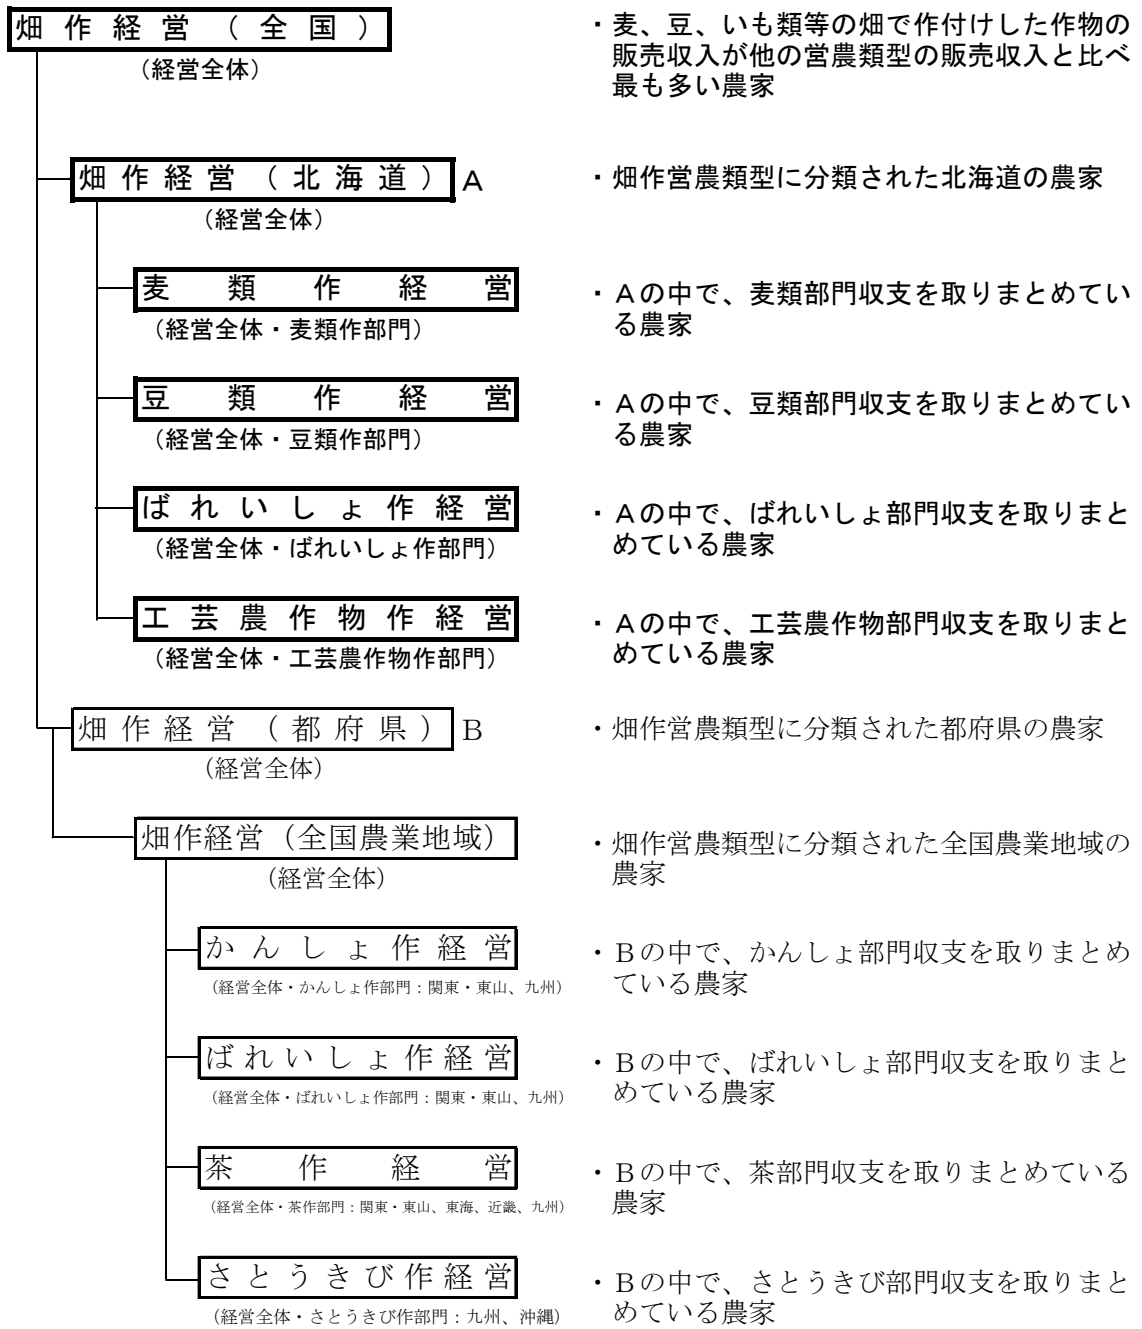 畑作経営（全国）
（経営全体）
・麦、豆、いも類等の畑で作付けした作物の
販売収入が他の営農類型の販売収入と比べ
最も多い農家
畑作経営（北海道） A
（経営全体）
・畑作営農類型に分類された北海道の農家
麦類作経営
（経営全体・麦類作部門）
・Aの中で、麦類部門収支を取りまとめてい
る農家
豆類作経営
（経営全体・豆類作部門）
・Aの中で、豆類部門収支を取りまとめてい
る農家
ばれいしょ作経営
（経営全体・ばれいしょ作部門）
・Aの中で、ばれいしょ部門収支を取りまと
めている農家
工芸農作物作経営
（経営全体・工芸農作物作部門）
・Aの中で、工芸農作物部門収支を取りまと
めている農家
畑作経営（都府県） B
（経営全体）
・畑作営農類型に分類された都府県の農家
畑作経営（全国農業地域）
（経営全体）
・畑作営農類型に分類された全国農業地域の
農家
かんしょ作経営
（経営全体・かんしょ作部門：関東・東山、九州）
・Bの中で、かんしょ部門収支を取りまとめ
ている農家
ばれいしょ作経営
（経営全体・ばれいしょ作部門：関東・東山、九州）
・Bの中で、ばれいしょ部門収支を取りまと
めている農家
茶作経営
（経営全体・茶作部門：関東・東山、東海、近畿、九州）
・Bの中で、茶部門収支を取りまとめている
農家
さとうきび作経営
（経営全体・さとうきび作部門：九州、沖縄）
・Bの中で、さとうきび部門収支を取りまと
めている農家